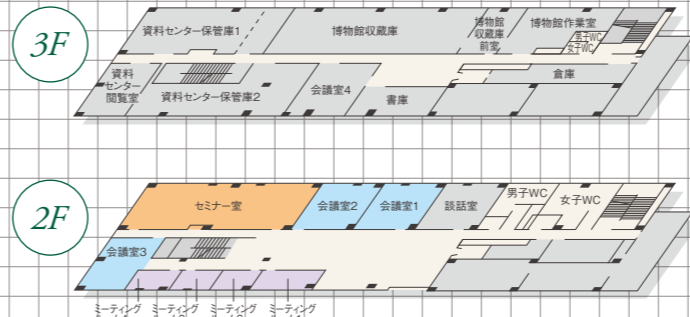 3F
資料センター保管庫1
博物館収蔵庫
博物館
収蔵庫
前室
博物館作業室
男子WC
女子WC
資料
センター
閲覧室
資料センター保管庫2
会議室4
書庫
倉庫
2F
セミナー室
会議室2
会議室1
談話室
男子WC
女子WC
会議室3
ミーティング
ミーティング
ミーティング
ミーティング